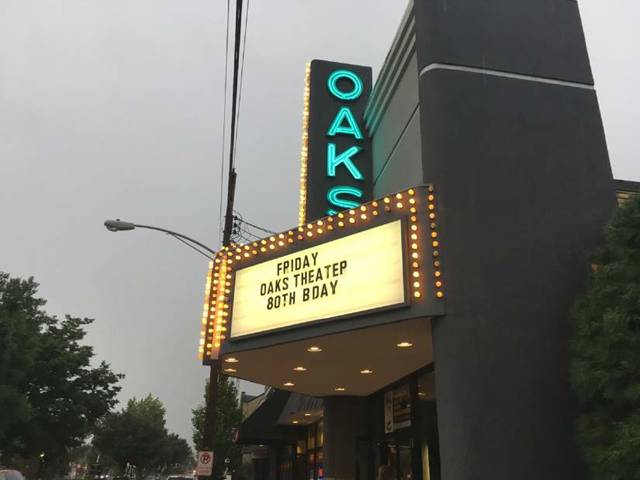 OAKS
FRIDAY
OAKS THEATEP
80TH BDAY